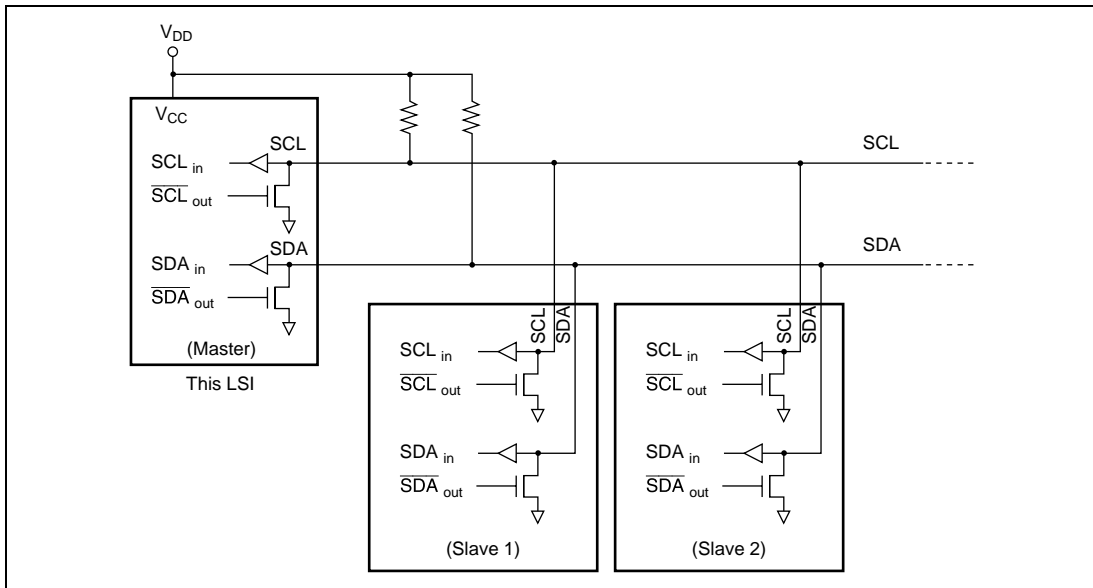 VDD
VCC
SCL
SCL in
SCL out
SDA
SDA in
SDA out
(Master)
This LSI
SCL
SDA
SCL
SDA
SCL in
SCL out
SDA in
SDA out
(Slave 1)
SCL
SDA
SCL in
SCL out
SDA in
SDA out
(Slave 2)